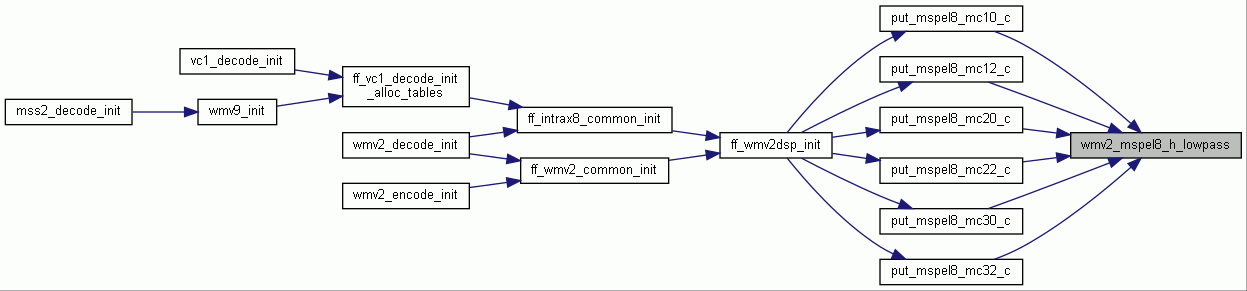 put_mspel8_mc10_c
vc1_decode_init
put_mspel8_mc12_c
ff_vc1_decode_init
_alloc_tables
mss2_decode_init
wmv9_init
ff_intrax8_common_init
put_mspel8_mc20_c
wmv2_decode_init
ff_wmv2dsp_init
wmv2_mspel8_h_lowpass
ff_wmv2_common_init
put_mspel8_mc22_c
wmv2_encode_init
put_mspel8_mc30_c
put_mspel8_mc32_c